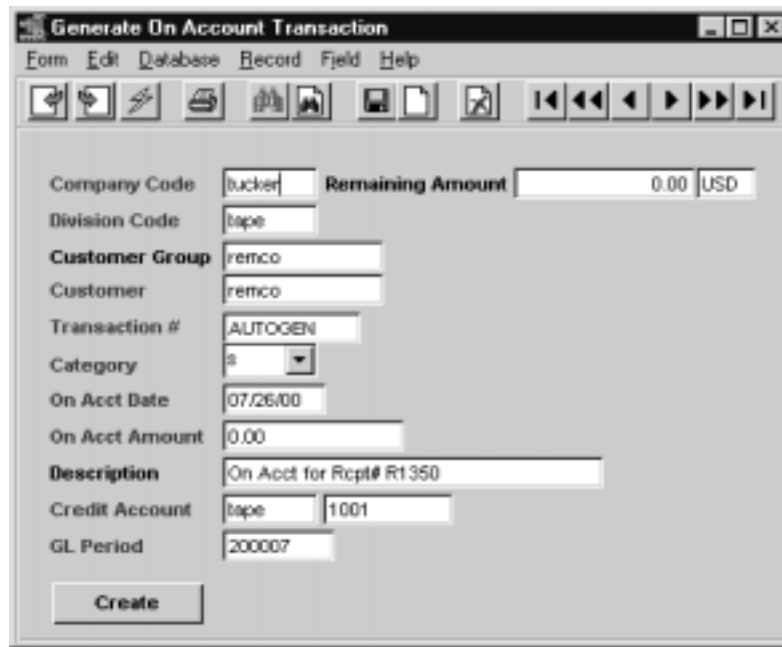 Generate On Account Transaction
Form Edit Database Record Field Help
Company Code tucker Remaining Amount 0.00 USD
Division Code tape
Customer Group remco
Customer remco
Transaction # AUTOGEN
Category s
On Acct Date 07/26/00
On Acct Amount 0.00
Description On Acct for Rcpt# R1350
Credit Account tape 1001
GL Period 200007
Create